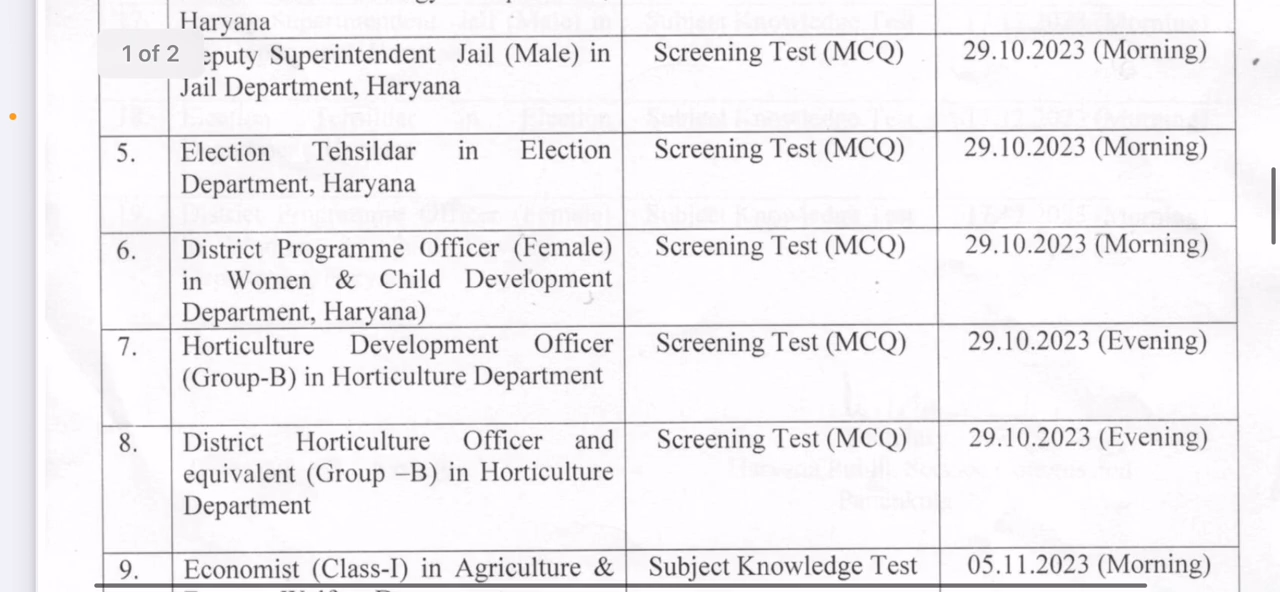 Haryana
1 of 2
eputy Superintendent Jail (Male) in
Jail Department, Haryana
Screening Test (MCQ)
29.10.2023 (Morning)
5.
Election Tehsildar in Election
Department, Haryana
Screening Test (MCQ)
29.10.2023 (Morning)
6.
District Programme Officer (Female)
in Women & Child Development
Department, Haryana)
Screening Test (MCQ)
29.10.2023 (Morning)
7.
Horticulture Development Officer
(Group-B) in Horticulture Department
Screening Test (MCQ)
29.10.2023 (Evening)
8.
District Horticulture Officer and
equivalent (Group –B) in Horticulture
Department
Screening Test (MCQ)
29.10.2023 (Evening)
9.
Economist (Class-I) in Agriculture &
Subject Knowledge Test
05.11.2023 (Morning)